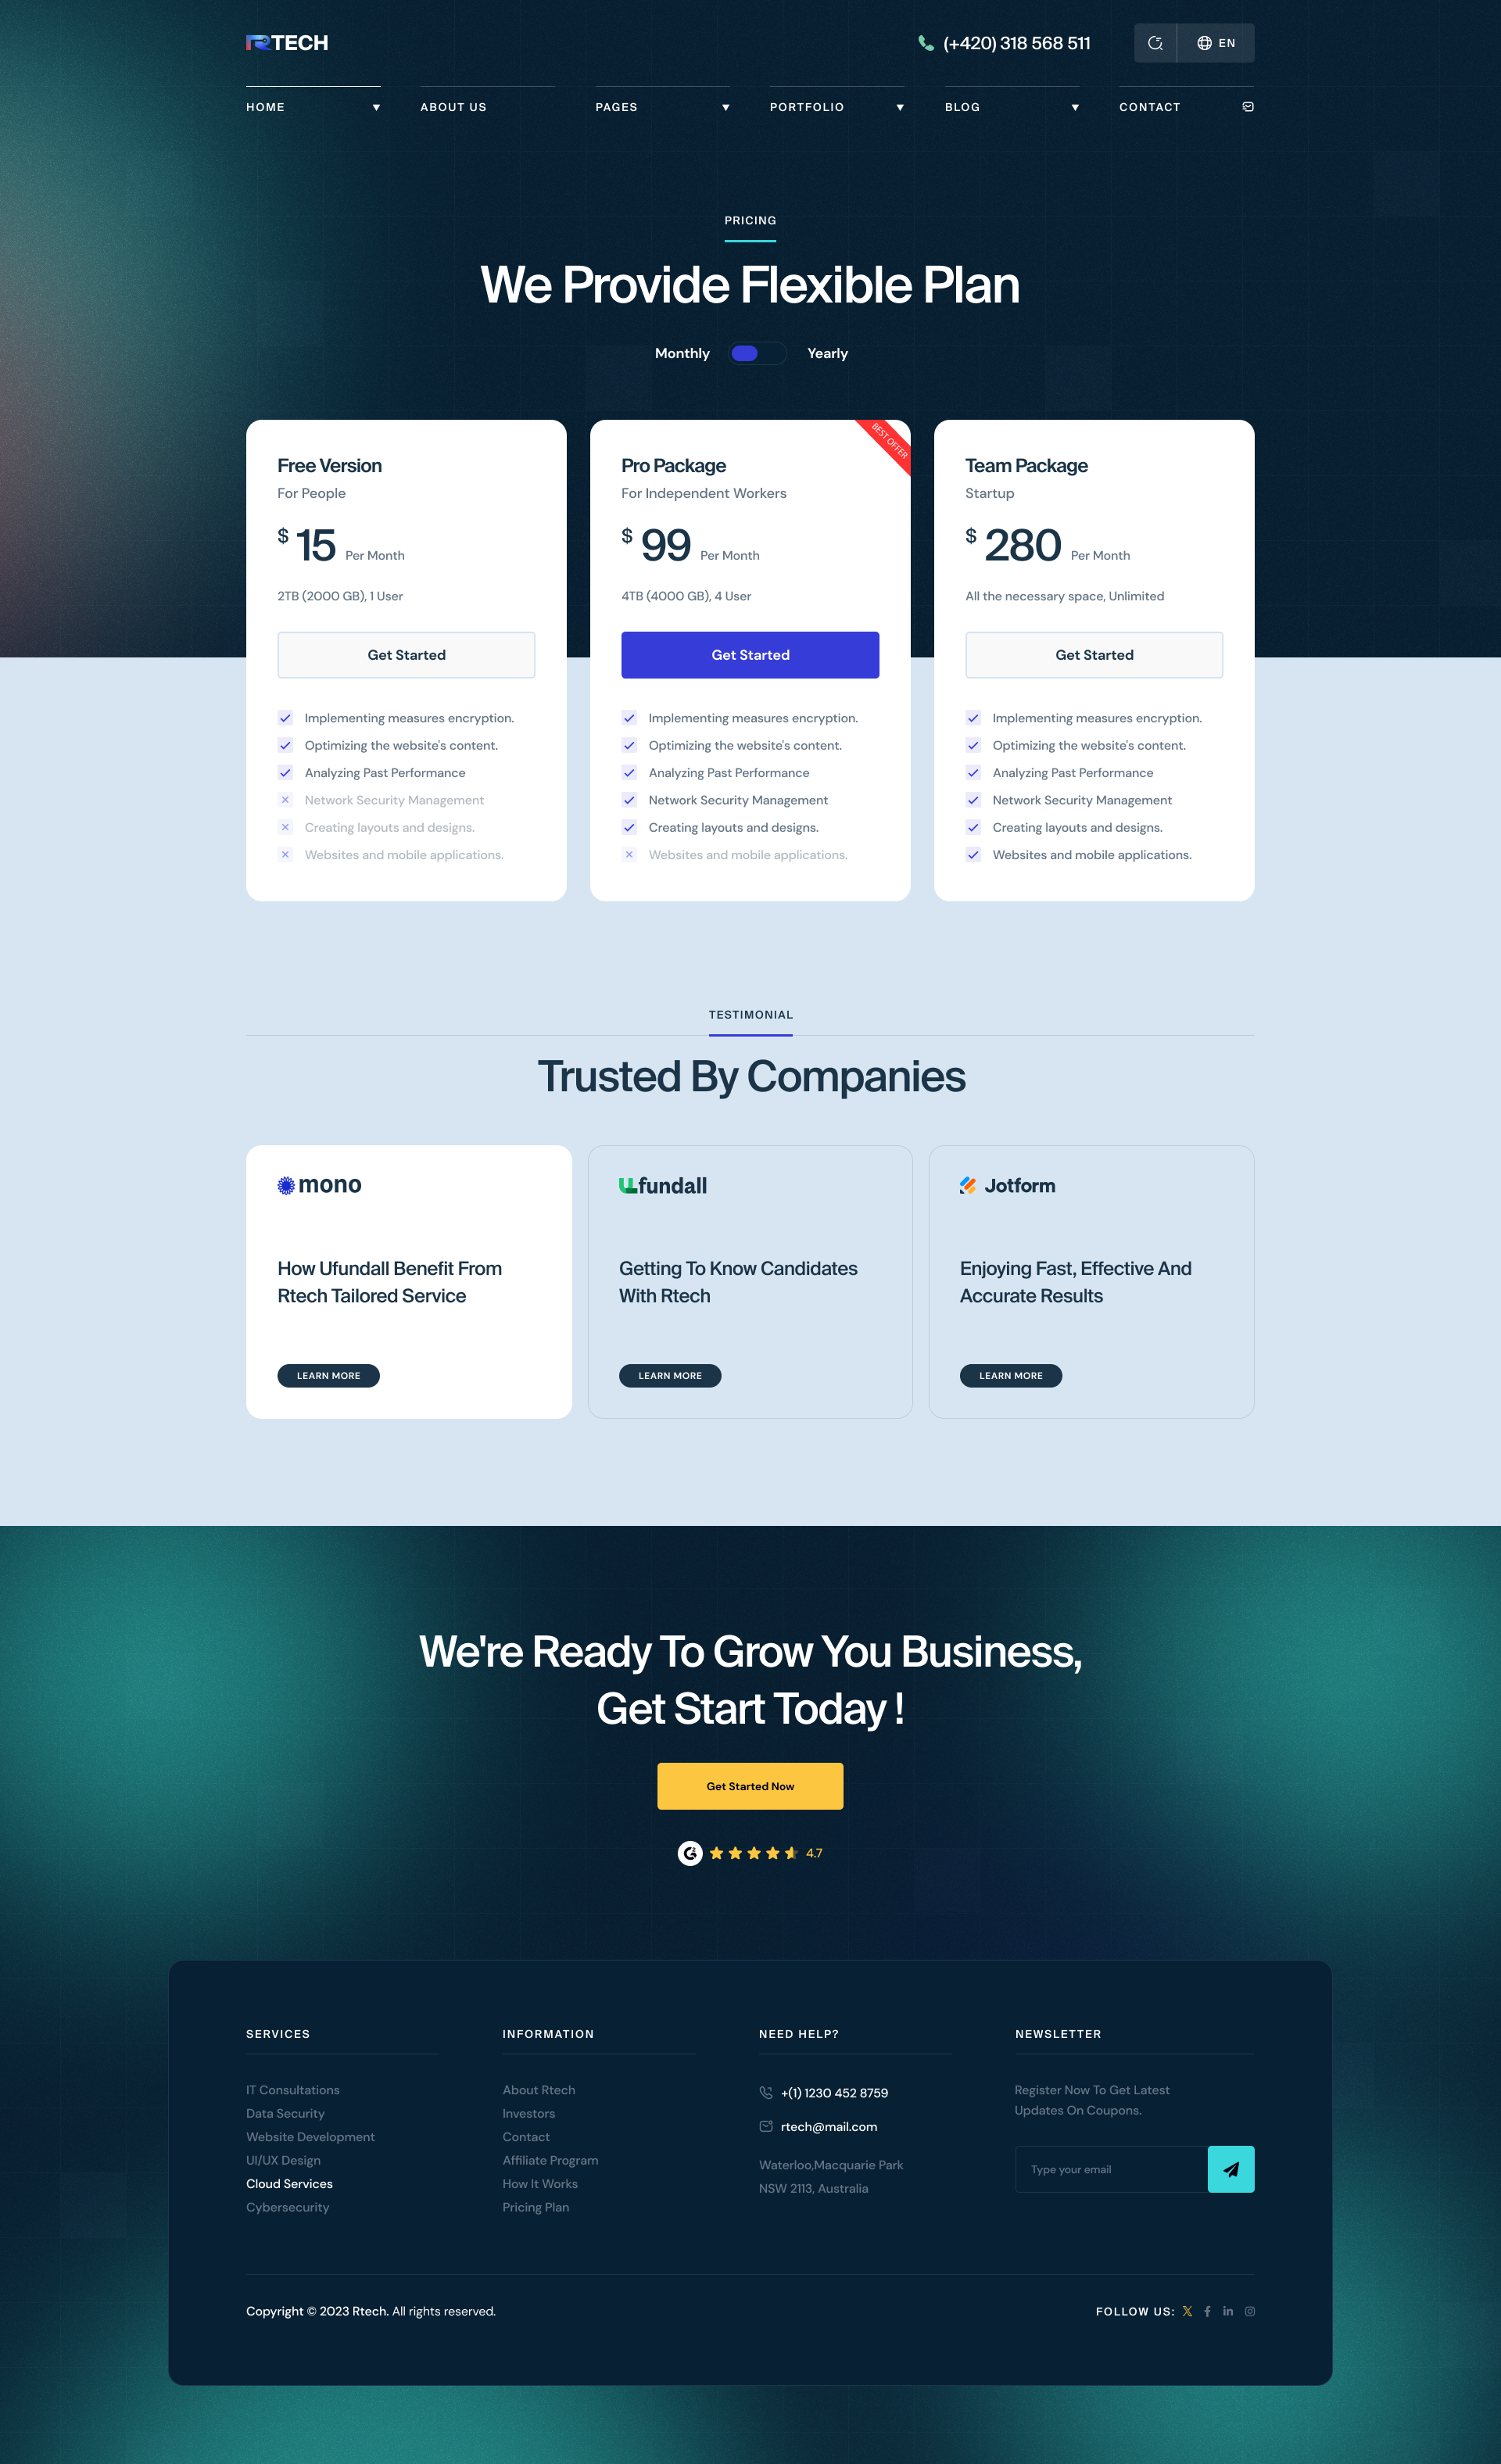 RTECH
(+420) 318 568 511
EN
HOME
ABOUT US
PAGES
PORTFOLIO
BLOG
CONTACT
PRICING
We Provide Flexible Plan
Monthly
Yearly
Free Version
For People
$ 15 Per Month
2TB (2000 GB), 1 User
Get Started
Implementing measures encryption.
Optimizing the website's content.
Analyzing Past Performance
Network Security Management
Creating layouts and designs.
Websites and mobile applications.
BEST OFFER
Pro Package
For Independent Workers
$ 99 Per Month
4TB (4000 GB), 4 User
Get Started
Implementing measures encryption.
Optimizing the website's content.
Analyzing Past Performance
Network Security Management
Creating layouts and designs.
Websites and mobile applications.
Team Package
Startup
$ 280 Per Month
All the necessary space, Unlimited
Get Started
Implementing measures encryption.
Optimizing the website's content.
Analyzing Past Performance
Network Security Management
Creating layouts and designs.
Websites and mobile applications.
TESTIMONIAL
Trusted By Companies
mono
How Ufundall Benefit From
Rtech Tailored Service
LEARN MORE
fundall
Getting To Know Candidates
With Rtech
LEARN MORE
Jotform
Enjoying Fast, Effective And
Accurate Results
LEARN MORE
We're Ready To Grow You Business,
Get Start Today !
Get Started Now
4.7
SERVICES
IT Consultations
Data Security
Website Development
UI/UX Design
Cloud Services
Cybersecurity
INFORMATION
About Rtech
Investors
Contact
Affiliate Program
How It Works
Pricing Plan
NEED HELP?
+(1) 1230 452 8759
rtech@mail.com
Waterloo,Macquarie Park
NSW 2113, Australia
NEWSLETTER
Register Now To Get Latest
Updates On Coupons.
Type your email
Copyright © 2023 Rtech. All rights reserved.
FOLLOW US: